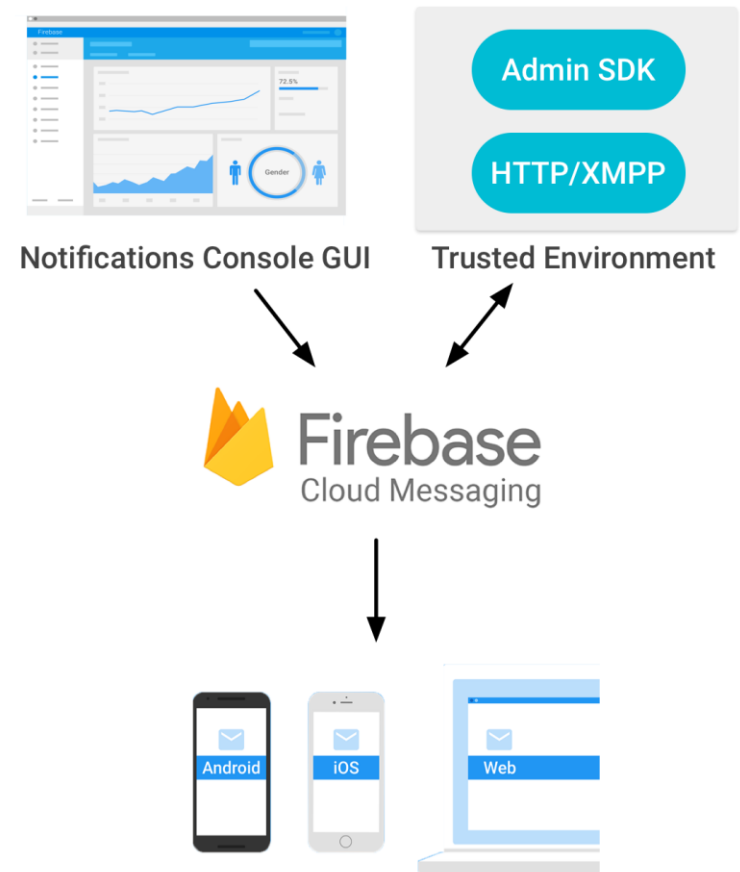 Firebase
72.5%
Gender
Admin SDK
HTTP/XMPP
Notifications Console GUI
Trusted Environment
Firebase
Cloud Messaging
Android
iOS
Web